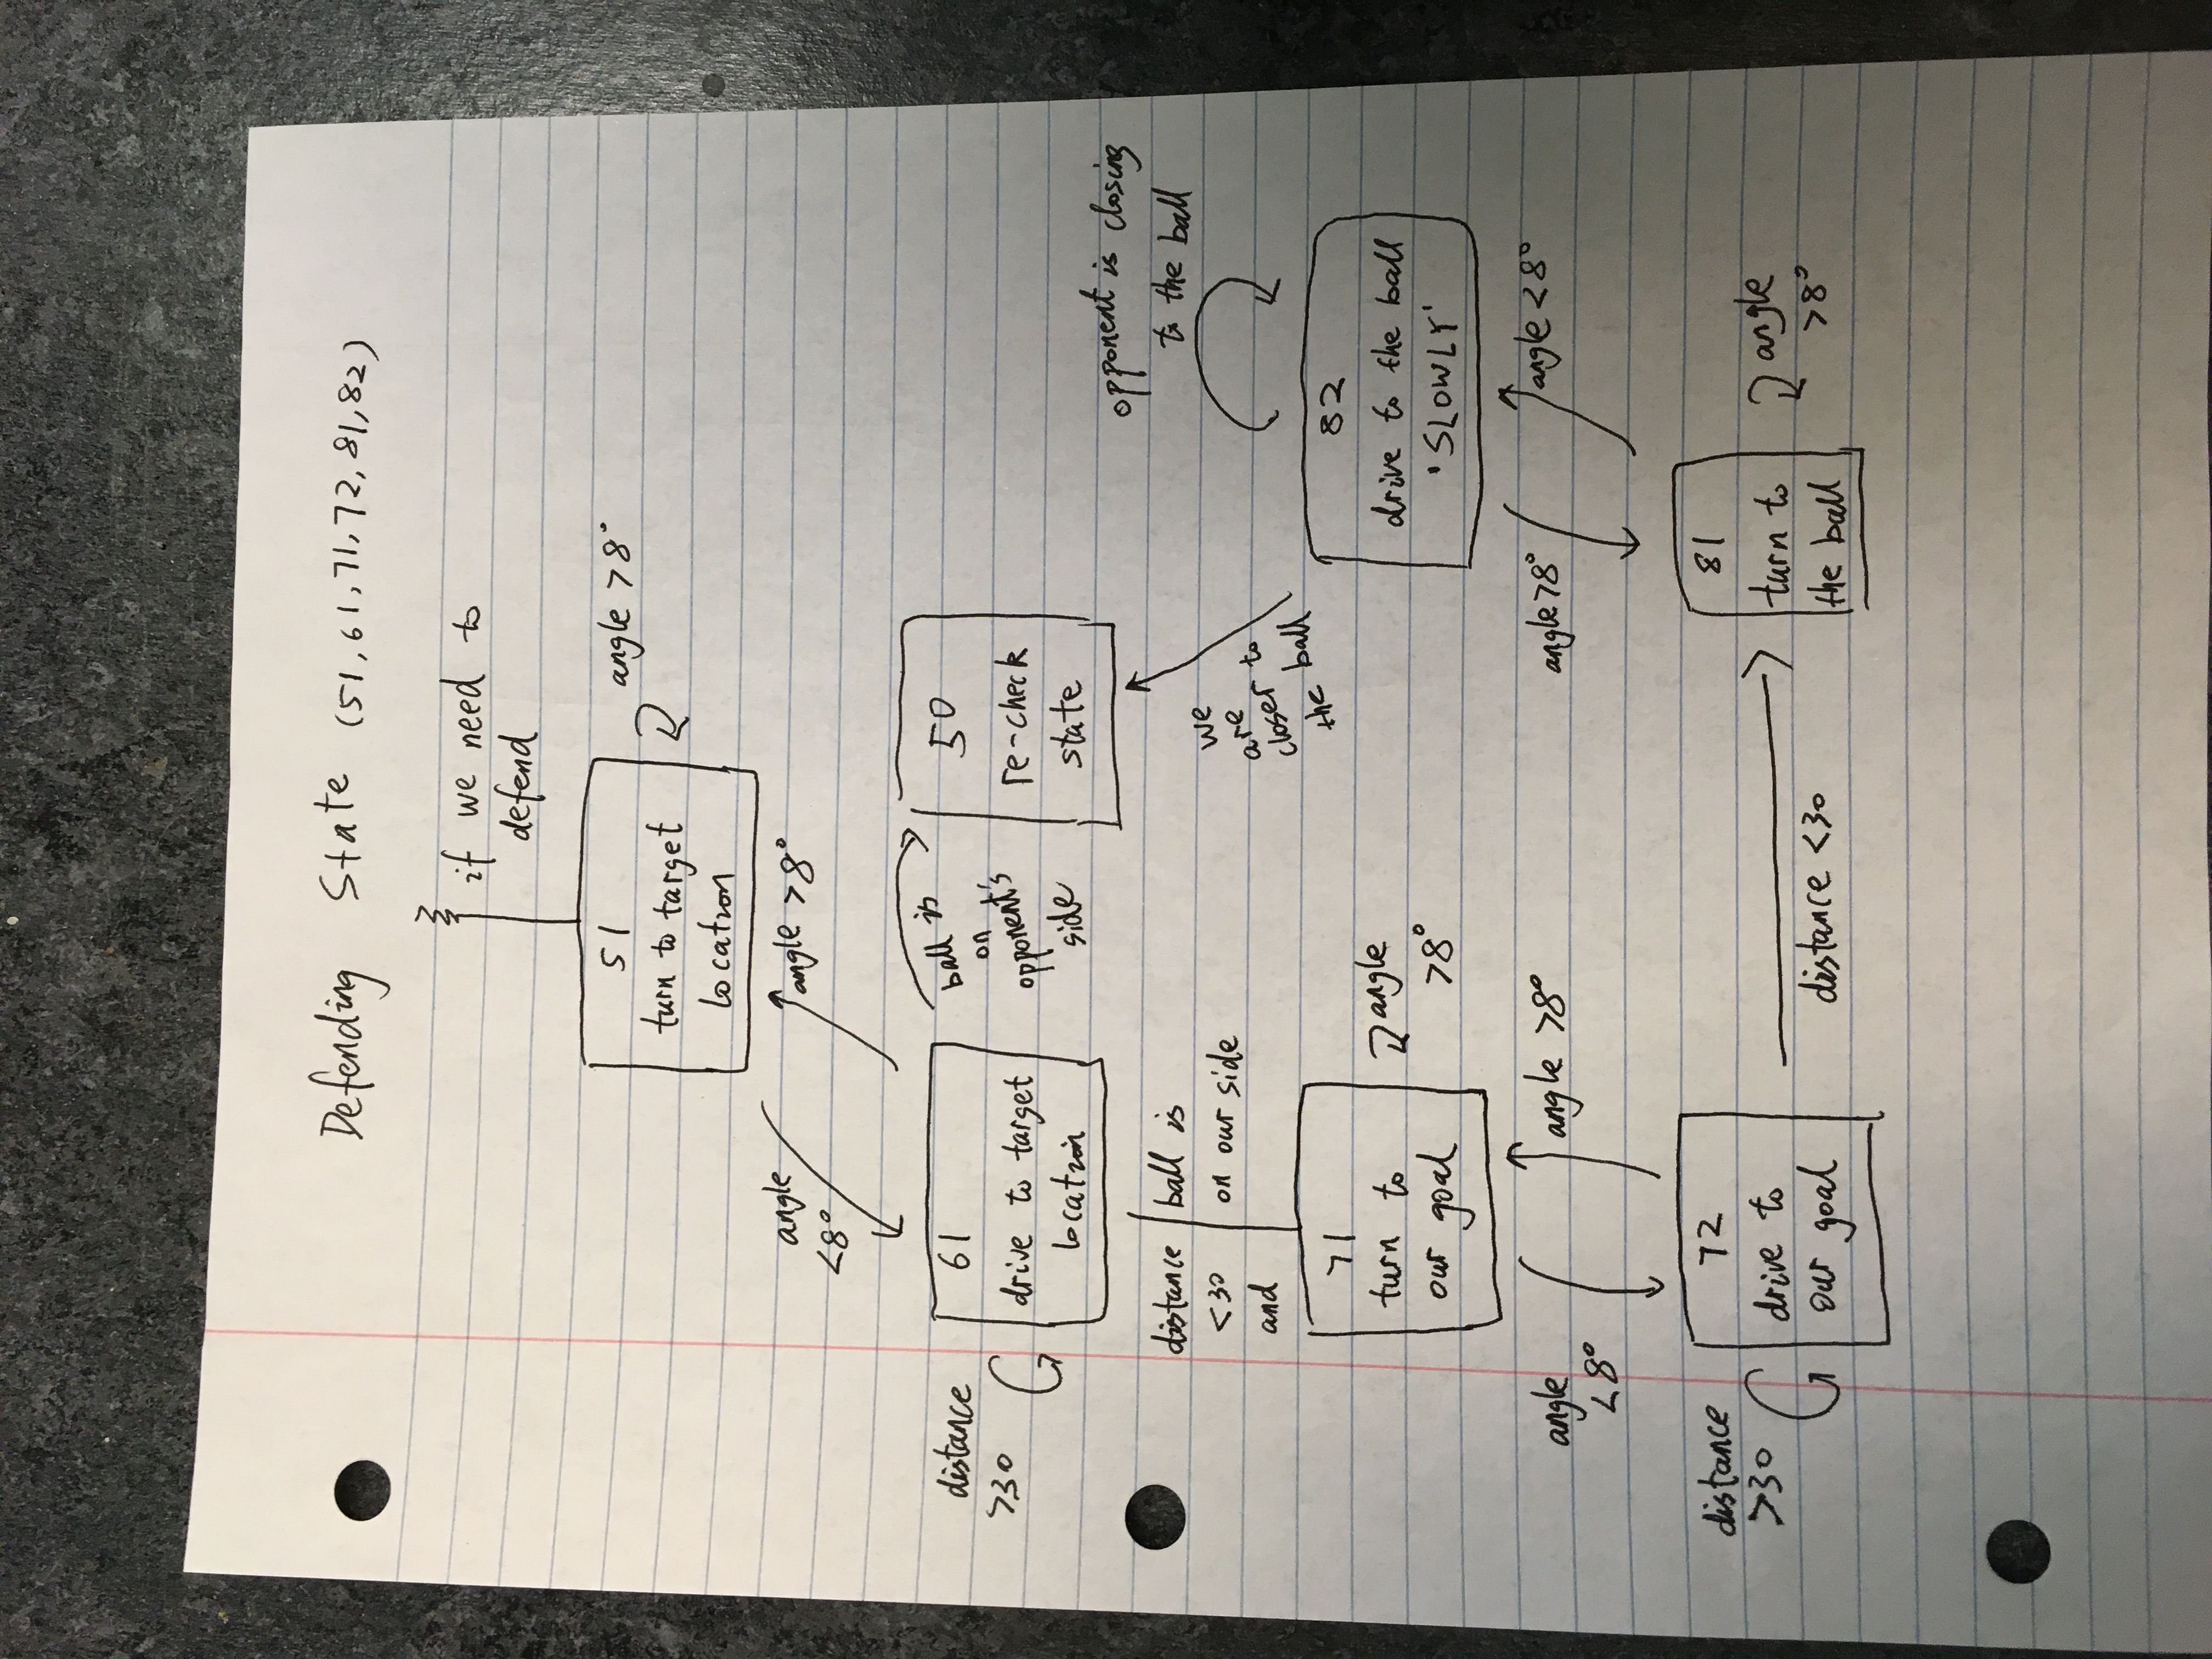 Defending State (51,61,71,72,81,82)
if we need to
defend
51
turn to target
location
angle >8°
angle
<8°
angle >8°
distance
>30
61
drive to target
location
ball is
on
opponent's
side
50
re-check
state
distance
<30
and
ball is
on our side
we
are
closer to
the ball
opponent is closing
to the ball
71
turn to
our goal
angle
>8°
82
drive to the ball
'SLOWLY'
angle
<8°
angle >8°
angle >8°
angle <8°
distance
>30
72
drive to
our goal
distance <30
81
turn to
the ball
angle
>8°